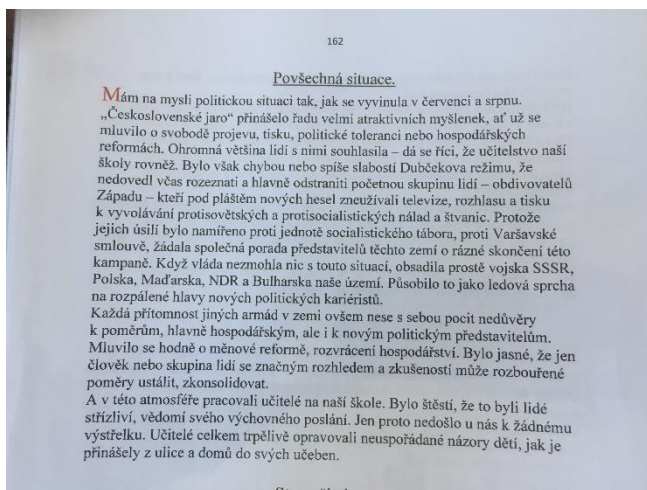 162
Povšechná situace.
Mám na mysli politickou situaci tak, jak se vyvinula v červenci a srpnu.
„Československé jaro" přinášelo řadu velmi atraktivních myšlenek, ať už se
mluvilo o svobodě projevu, tisku, politické toleranci nebo hospodářských
reformách. Ohromná většina lidí s nimi souhlasila – dá se říci, že učitelstvo naší
školy rovněž. Bylo však chybou nebo spíše slabostí Dubčekova režimu, že
nedovedl včas rozeznati a hlavně odstraniti početnou skupinu lidí – obdivovatelů
Západu – kteří pod pláštěm nových hesel zneužívali televize, rozhlasu a tisku
k vyvolávání protisovětských a protisocialistických nálad a štvanic. Protože
jejich úsilí bylo namířeno proti jednotě socialistického tábora, proti Varšavské
smlouvě, žádala společná porada představitelů těchto zemí o rázné skončení této
kampaně. Když vláda nezmohla nic s touto situací, obsadila prostě vojska SSSR,
Polska, Maďarska, NDR a Bulharska naše území. Působilo to jako ledová sprcha
na rozpálené hlavy nových politických kariéristů.
Každá přítomnost jiných armád v zemi ovšem nese s sebou pocit nedůvěry
k poměrům, hlavně hospodářským, ale i k novým politickým představitelům.
Mluvilo se hodně o měnové reformě, rozvrácení hospodářství. Bylo jasné, že jen
člověk nebo skupina lidí se značným rozhledem a zkušeností může rozbouřené
poměry ustálit, zkonsolidovat.
A v této atmosféře pracovali učitelé na naší škole. Bylo štěstí, že to byli lidé
střízliví, vědomí svého výchovného poslání. Jen proto nedošlo u nás k žádnému
výstřelku. Učitelé celkem trpělivě opravovali neuspořádané názory dětí, jak je
přinášely z ulice a domů do svých učeben.